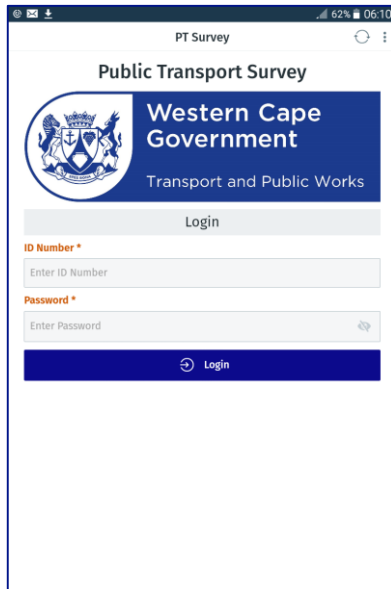 62% 06:10
PT Survey
Public Transport Survey
Western Cape
Government
Transport and Public Works
Login
ID Number *
Enter ID Number
Password *
Enter Password
Login